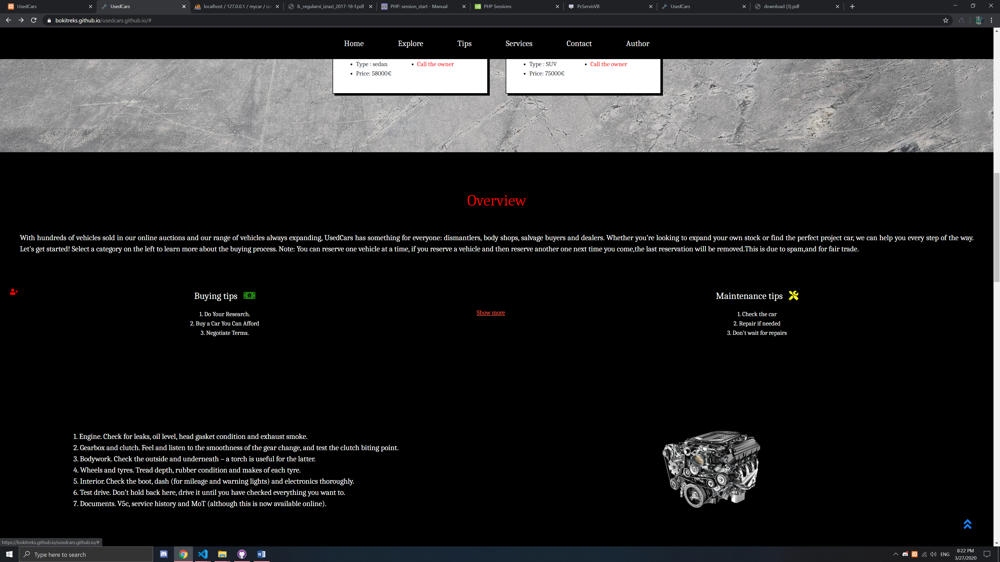 UsedCars
UsedCars
localhost / 127.0.0.1 / mycar / us
8._regularni_izrazi_2017-18-f.pdf
PHP: session_start - Manual
PHP Sessions
PcServisVB
UsedCars
download (3).pdf
bokitreks.github.io/usedcars.github.io/#
Home Explore Tips Services Contact Author
Type : sedan
Price: 58000€
Call the owner
Type : SUV
Price: 75000€
Call the owner
Overview
With hundreds of vehicles sold in our online auctions and our range of vehicles always expanding, UsedCars has something for everyone: dismantlers, body shops, salvage buyers and dealers. Whether you’re looking to expand your own stock or find the perfect project car, we can help you every step of the way.
Let's get started! Select a category on the left to learn more about the buying process. Note: You can reserve one vehicle at a time, if you reserve a vehicle and then reserve another one next time you come,the last reservation will be removed.This is due to spam,and for fair trade.
Buying tips
1. Do Your Research.
2. Buy a Car You Can Afford
3. Negotiate Terms.
Show more
Maintenance tips
1. Check the car
2. Repair if needed
3. Don't wait for repairs
1. Engine. Check for leaks, oil level, head gasket condition and exhaust smoke.
2. Gearbox and clutch. Feel and listen to the smoothness of the gear change, and test the clutch biting point.
3. Bodywork. Check the outside and underneath – a torch is useful for the latter.
4. Wheels and tyres. Tread depth, rubber condition and makes of each tyre.
5. Interior. Check the boot, dash (for mileage and warning lights) and electronics thoroughly.
6. Test drive. Don’t hold back here, drive it until you have checked everything you want to.
7. Documents. V5c, service history and MoT (although this is now available online).
https://bokitreks.github.io/usedcars.github.io/#
Type here to search
ENG
8:22 PM
3/27/2020